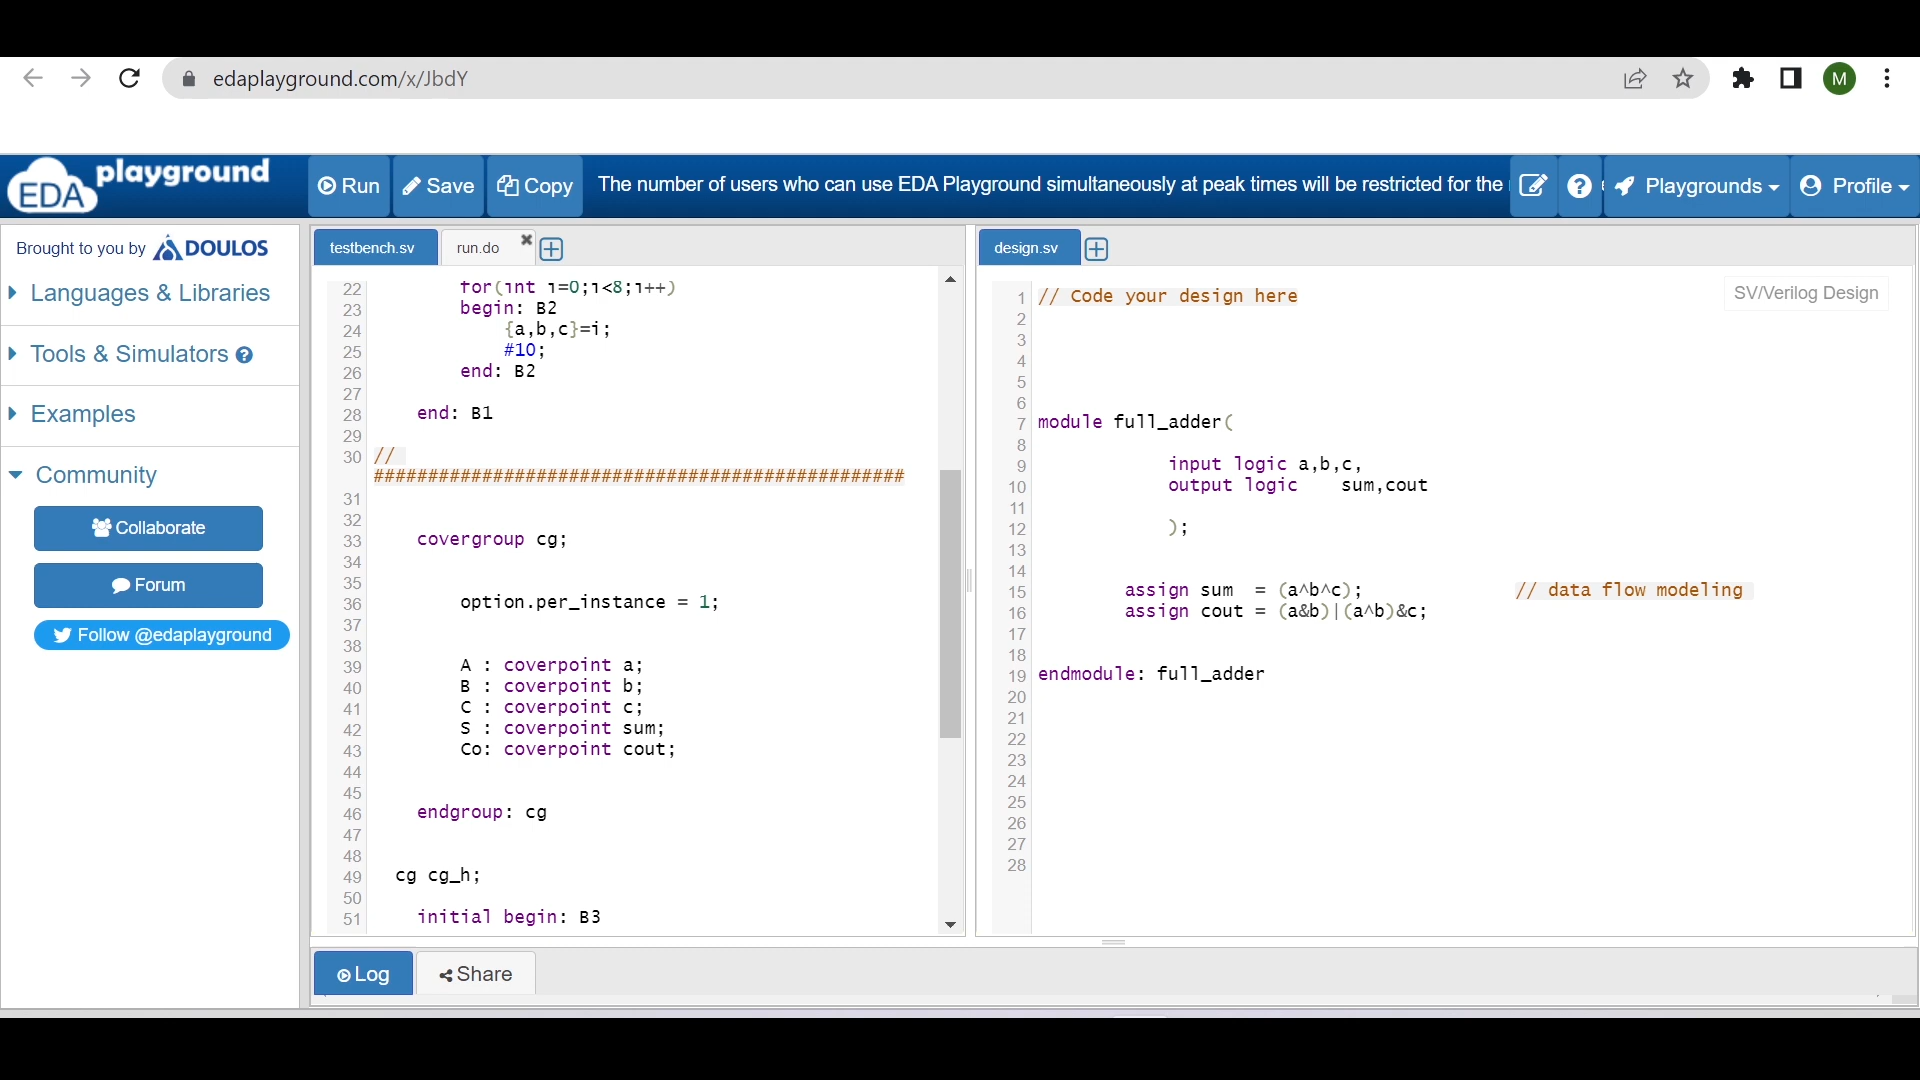 edaplayground.com/x/JbdY
M
EDA playground
Run
Save
Copy
The number of users who can use EDA Playground simultaneously at peak times will be restricted for the
Playgrounds
Profile
Brought to you by DOULOS
Languages & Libraries
Tools & Simulators
Examples
Community
Collaborate
Forum
Follow @edaplayground
testbench.sv
run.do
22 for(int i=0;i<8;i++)
23 begin: B2
24 {a,b,c}=i;
25 #10;
26 end: B2
27
28 end: B1
29
30 //
#################################################
31
32
33 covergroup cg;
34
35
36 option.per_instance = 1;
37
38
39 A : coverpoint a;
40 B : coverpoint b;
41 C : coverpoint c;
42 S : coverpoint sum;
43 Co: coverpoint cout;
44
45
46 endgroup: cg
47
48
49 cg cg_h;
50
51 initial begin: B3
design.sv
SV/Verilog Design
1 // Code your design here
2
3
4
5
6
7 module full_adder(
8
9 input logic a,b,c,
10 output logic sum,cout
11
12 );
13
14
15 assign sum = (a^b^c); // data flow modeling
16 assign cout = (a&b)|(a^b)&c;
17
18
19 endmodule: full_adder
20
21
22
23
24
25
26
27
28
Log
Share